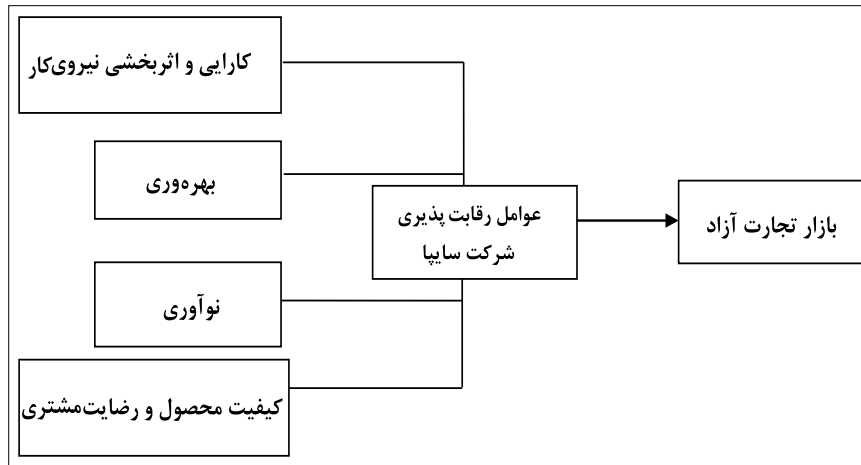 کارایی و اثربخشی نیروی‌کار
بهره‌وری
عوامل رقابت پذیری
شرکت سایپا
بازار تجارت آزاد
نوآوری
کیفیت محصول و رضایت‌مشتری